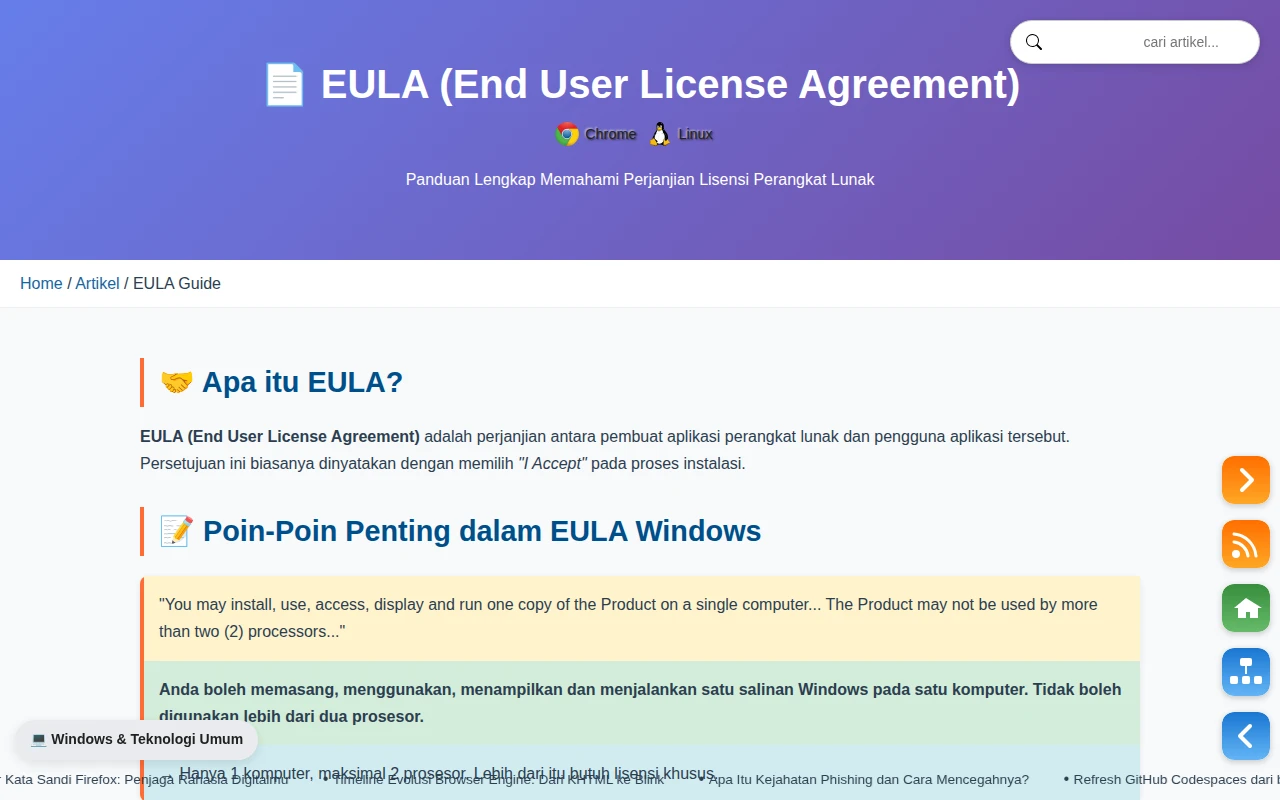 cari artikel...
EULA (End User License Agreement)
Chrome Linux
Panduan Lengkap Memahami Perjanjian Lisensi Perangkat Lunak
Home / Artikel / EULA Guide
Apa itu EULA?
EULA (End User License Agreement) adalah perjanjian antara pembuat aplikasi perangkat lunak dan pengguna aplikasi tersebut.
Persetujuan ini biasanya dinyatakan dengan memilih "I Accept" pada proses instalasi.
Poin-Poin Penting dalam EULA Windows
"You may install, use, access, display and run one copy of the Product on a single computer... The Product may not be used by more
than two (2) processors..."
Anda boleh memasang, menggunakan, menampilkan dan menjalankan satu salinan Windows pada satu komputer. Tidak boleh
digunakan lebih dari dua prosesor.
Windows & Teknologi Umum
→ Hanya 1 komputer, maksimal 2 prosesor. Lebih dari itu butuh lisensi khusus.
Kata Sandi Firefox: Penjaga Rahasia Digitalmu • Timeline Evolusi Browser Engine: Dari KHTML ke Blink • Apa Itu Kejahatan Phishing dan Cara Mencegahnya? • Refresh GitHub Codespaces dari